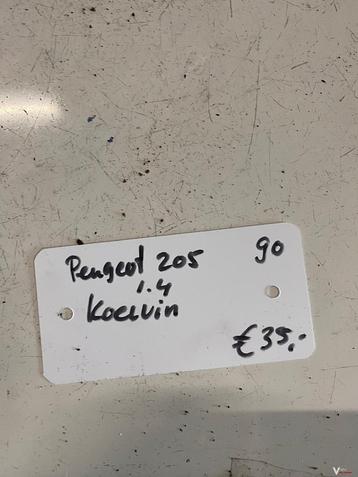 Peugeot 205 90
1.4
Koelvin
€ 35,-